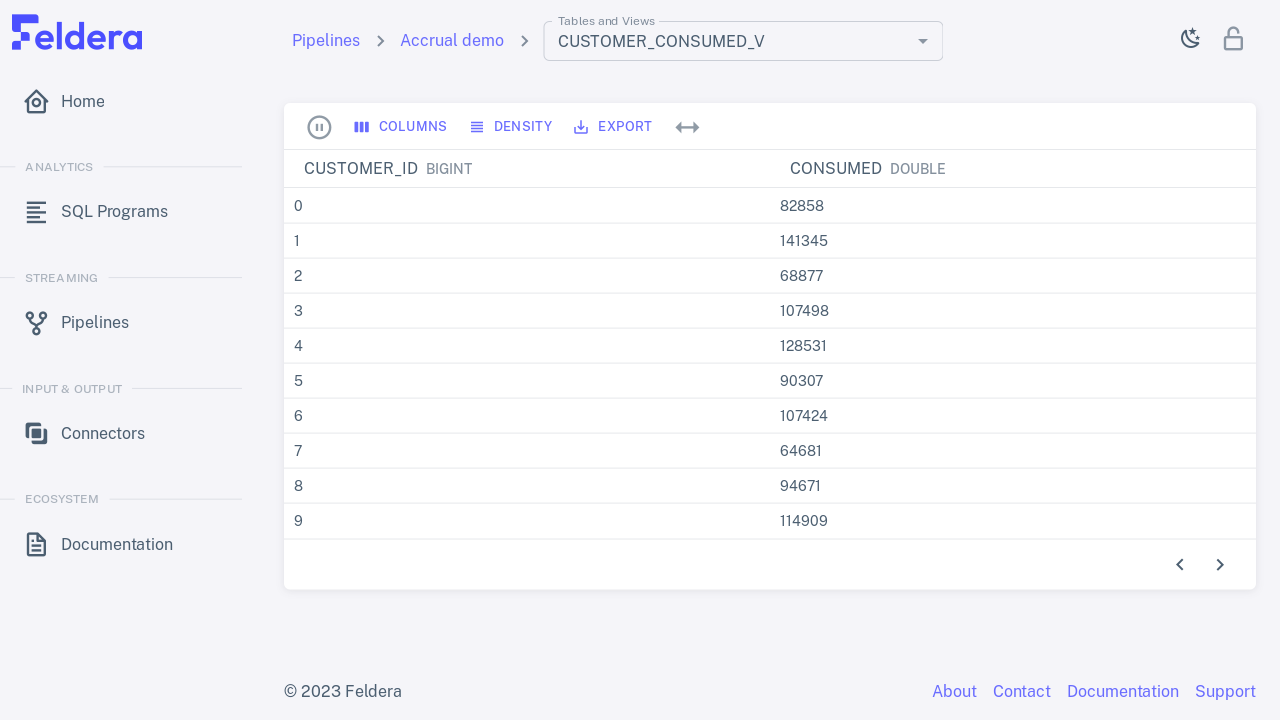 Feldera
Pipelines
Accrual demo
Tables and Views
CUSTOMER_CONSUMED_V
Home
ANALYTICS
SQL Programs
STREAMING
Pipelines
INPUT & OUTPUT
Connectors
ECOSYSTEM
Documentation
COLUMNS DENSITY EXPORT
CUSTOMER_ID BIGINT CONSUMED DOUBLE
0 82858
1 141345
2 68877
3 107498
4 128531
5 90307
6 107424
7 64681
8 94671
9 114909
© 2023 Feldera
About Contact Documentation Support